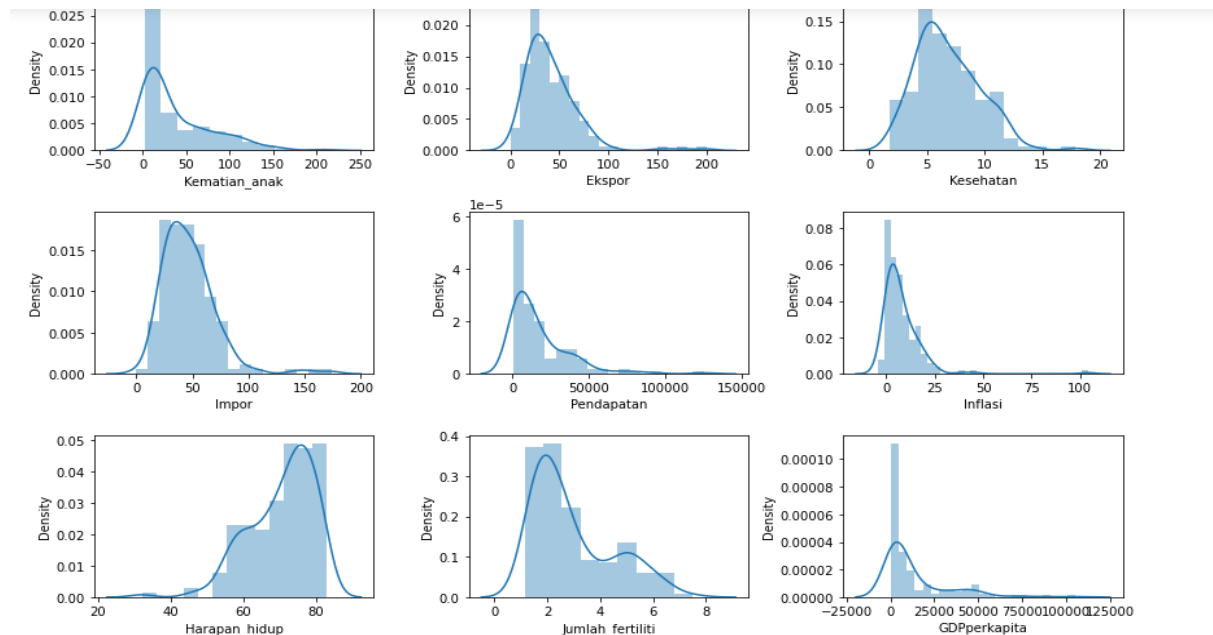 0.025
0.020
0.015
0.010
0.005
0.000
Density
−50 0 50 100 150 200 250
Kematian_anak
0.020
0.015
0.010
0.005
0.000
Density
0 50 100 150 200
Ekspor
0.15
0.10
0.05
0.00
Density
0 5 10 15 20
Kesehatan
0.015
0.010
0.005
0.000
Density
0 50 100 150 200
Impor
1e−5
6
4
2
0
Density
0 50000 100000 150000
Pendapatan
0.08
0.06
0.04
0.02
0.00
Density
0 25 50 75 100
Inflasi
0.05
0.04
0.03
0.02
0.01
0.00
Density
20 40 60 80
Harapan_hidup
0.4
0.3
0.2
0.1
0.0
Density
0 2 4 6 8
Jumlah_fertiliti
0.00010
0.00008
0.00006
0.00004
0.00002
0.00000
Density
−25000 0 25000 50000 75000 100000 125000
GDPperkapita